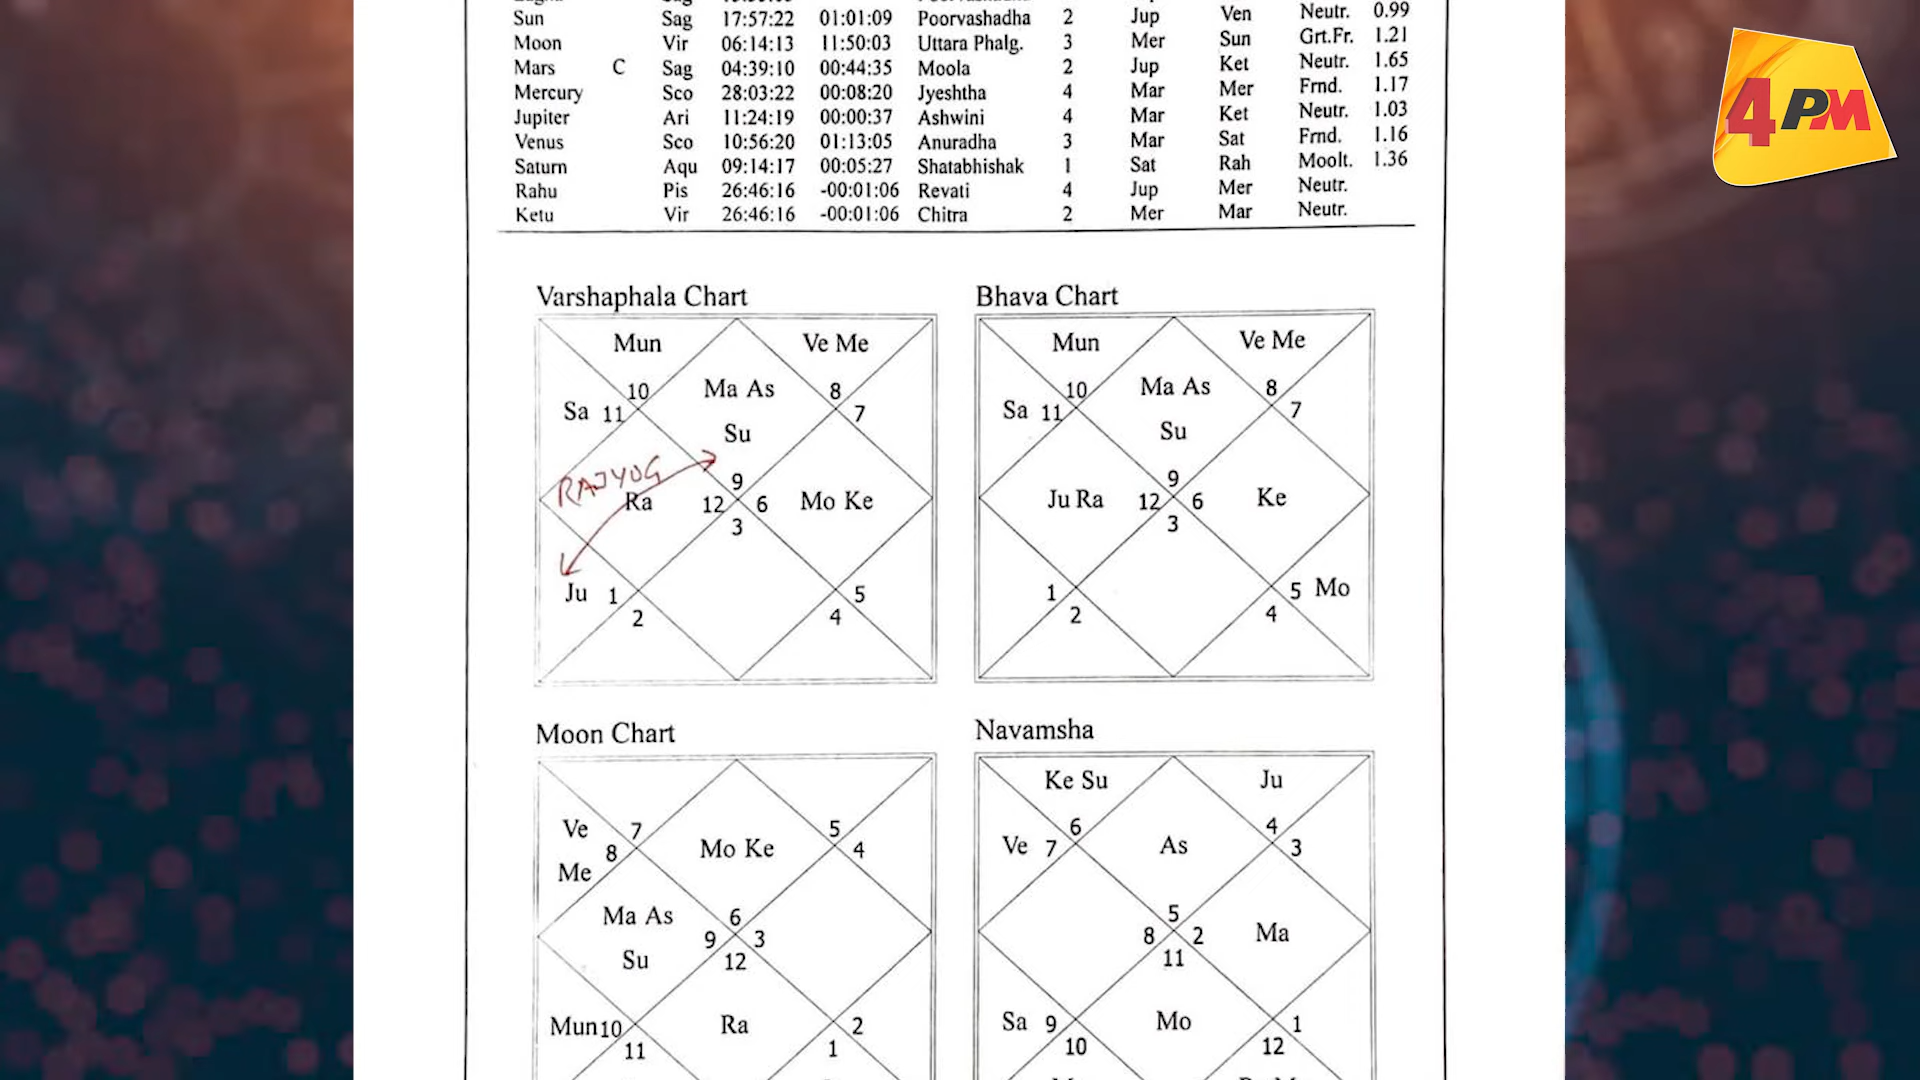 Sun Sag 17:57:22 01:01:09 Poorvashadha 2 Jup Ven Neutr. 0.99
Moon Vir 06:14:13 11:50:03 Uttara Phalg. 3 Mer Sun Grt.Fr. 1.21
Mars C Sag 04:39:10 00:44:35 Moola 2 Jup Ket Neutr. 1.65
Mercury Sco 28:03:22 00:08:20 Jyeshtha 4 Mar Mer Frnd. 1.17
Jupiter Ari 11:24:19 00:00:37 Ashwini 4 Mar Ket Neutr. 1.03
Venus Sco 10:56:20 01:13:05 Anuradha 3 Mar Sat Frnd. 1.16
Saturn Aqu 09:14:17 00:05:27 Shatabhishak 1 Sat Rah Moolt. 1.36
Rahu Pis 26:46:16 -00:01:06 Revati 4 Jup Mer Neutr.
Ketu Vir 26:46:16 -00:01:06 Chitra 2 Mer Mar Neutr.
4PM
Varshaphala Chart
Mun
Ve Me
10
Ma As
8
Sa 11
7
Su
RAJYOG
9
Ra
12 6
Mo Ke
3
Ju 1
5
2
4
Bhava Chart
Mun
Ve Me
10
Ma As
8
Sa 11
7
Su
9
Ju Ra
12 6
Ke
3
1
5 Mo
2
4
Moon Chart
Ve 7
5
8
Mo Ke
4
Me
Ma As
6
9 3
Su
12
Mun 10
Ra
2
11
1
Navamsha
Ke Su
Ju
6
4
Ve 7
As
3
5
8 2
Ma
11
Sa 9
Mo
1
10
12